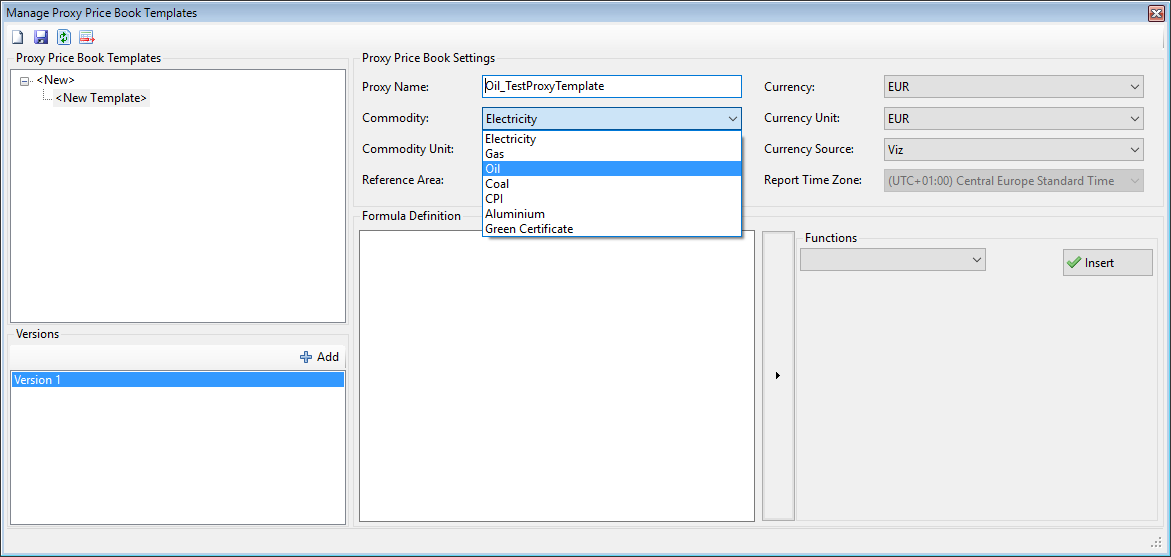 Manage Proxy Price Book Templates
Proxy Price Book Templates
<New>
<New Template>
Versions
Add
Version 1
Proxy Price Book Settings
Proxy Name: Oil_TestProxyTemplate
Currency: EUR
Commodity: Electricity
Currency Unit: EUR
Commodity Unit:
Currency Source: Viz
Reference Area:
Report Time Zone: (UTC+01:00) Central Europe Standard Time
Electricity
Gas
Oil
Coal
CPI
Aluminium
Green Certificate
Formula Definition
Functions
Insert